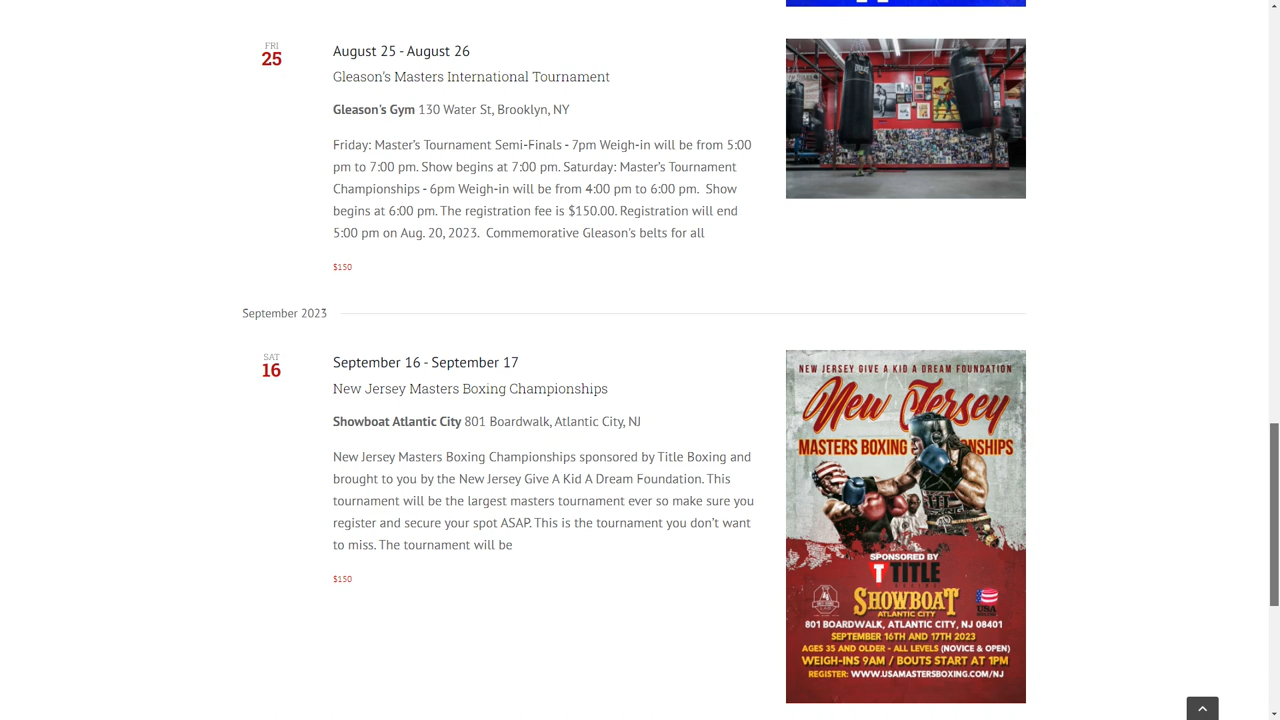 FRI
25
August 25 - August 26
Gleason's Masters International Tournament
Gleason's Gym 130 Water St, Brooklyn, NY
Friday: Master's Tournament Semi-Finals - 7pm Weigh-in will be from 5:00
pm to 7:00 pm. Show begins at 7:00 pm. Saturday: Master's Tournament
Championships - 6pm Weigh-in will be from 4:00 pm to 6:00 pm.  Show
begins at 6:00 pm. The registration fee is $150.00. Registration will end
5:00 pm on Aug. 20, 2023.  Commemorative Gleason's belts for all
$150
September 2023
SAT
16
September 16 - September 17
New Jersey Masters Boxing Championships
Showboat Atlantic City 801 Boardwalk, Atlantic City, NJ
New Jersey Masters Boxing Championships sponsored by Title Boxing and
brought to you by the New Jersey Give A Kid A Dream Foundation. This
tournament will be the largest masters tournament ever so make sure you
register and secure your spot ASAP. This is the tournament you don't want
to miss. The tournament will be
$150
NEW JERSEY GIVE A KID A DREAM FOUNDATION
New Jersey
MASTERS BOXING
SPONSORED BY
T TITLE
BOXING
SHOWBOAT
ATLANTIC CITY
USA
801 BOARDWALK, ATLANTIC CITY, NJ 08401
SEPTEMBER 16TH AND 17TH 2023
AGES 35 AND OLDER - ALL LEVELS (NOVICE & OPEN)
WEIGH-INS 9AM / BOUTS START AT 1PM
REGISTER: WWW.USAMASTERSBOXING.COM/NJ